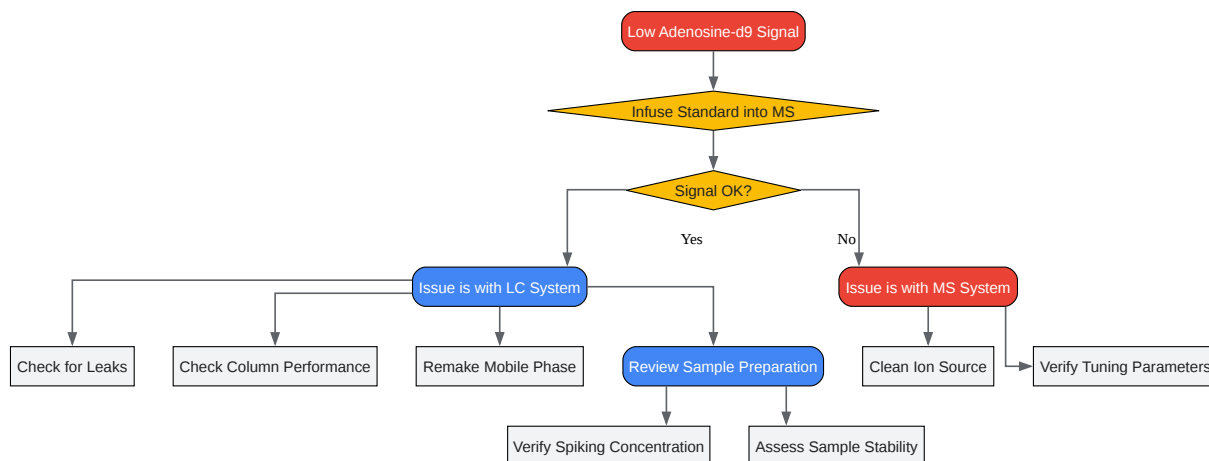 Low Adenosine-d9 Signal
Infuse Standard into MS
Signal OK?
Yes
No
Issue is with LC System
Issue is with MS System
Check for Leaks
Check Column Performance
Remake Mobile Phase
Review Sample Preparation
Clean Ion Source
Verify Tuning Parameters
Verify Spiking Concentration
Assess Sample Stability